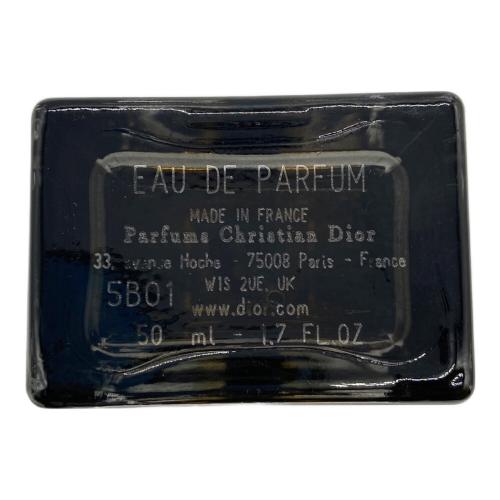 EAU DE PARFUM
MADE IN FRANCE
Parfums Christian Dior
33, avenue Hoche - 75008 Paris - France
W1S 2UE, UK
5B01
www.dior.com
50 ml - 1.7 FL.OZ